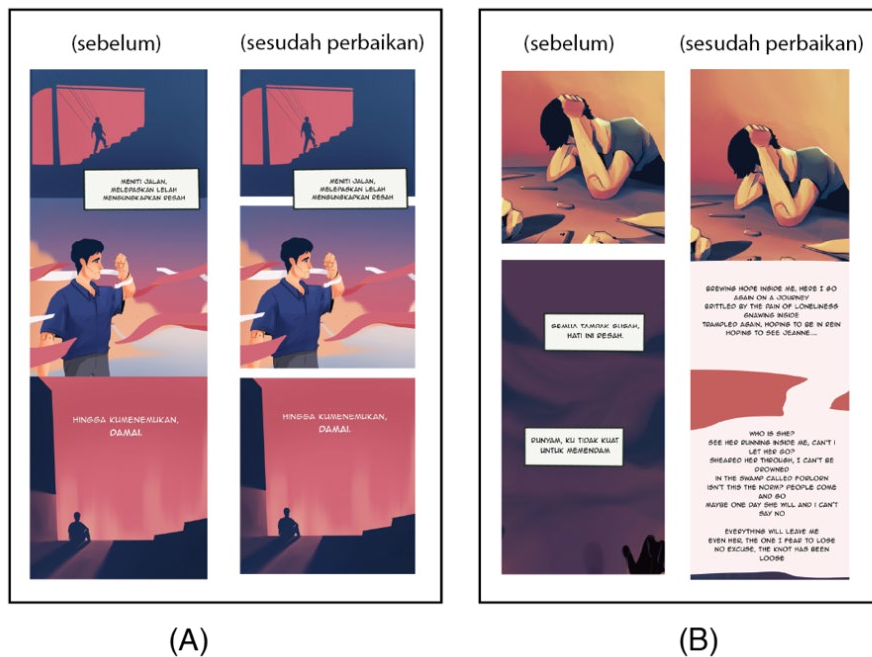 (sebelum)
(sesudah perbaikan)
MENITI JALAN,
MELEPASKAN LELAH
MENGUNGKAPKAN RESAH
HINGGA KUMENEMUKAN,
DAMAI.
MENITI JALAN,
MELEPASKAN LELAH
MENGUNGKAPKAN RESAH
HINGGA KUMENEMUKAN,
DAMAI.
(A)
(sebelum)
(sesudah perbaikan)
SEMUA TAMPAK SUSAH,
HATI INI RESAH.
RUNYAM, KU TIDAK KUAT
UNTUK MEMENDAM
BREWING HOPE INSIDE ME, HERE I GO
AGAIN ON A JOURNEY
BRITTLED BY THE PAIN OF LONELINESS
GNAWING INSIDE
TRAMPLED AGAIN, HOPING TO BE IN REIN
HOPING TO SEE JEANNE...
WHO IS SHE?
SEE HER RUNNING INSIDE ME, CAN'T I
LET HER GO?
SHEARED HER THROUGH, I CAN'T BE
DROWNED
IN THE SWAMP CALLED FORLORN
ISN'T THIS THE NORM? PEOPLE COME
AND GO
MAYBE ONE DAY SHE WILL AND I CAN'T
SAY NO
EVERYTHING WILL LEAVE ME
EVEN HER, THE ONE I FEAR TO LOSE
NO EXCUSE, THE KNOT HAS BEEN
LOOSE
(B)